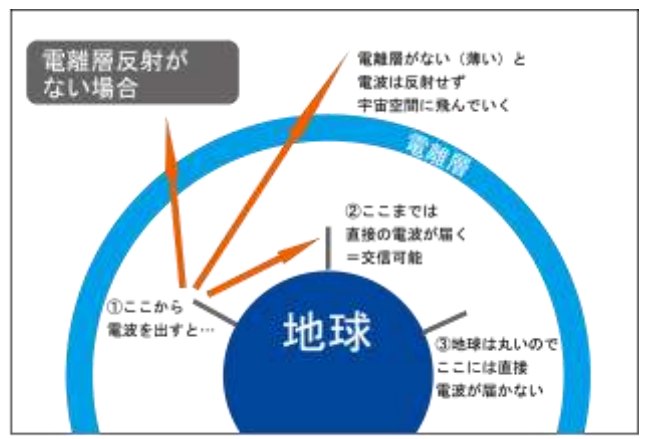 電離層反射が
ない場合
電離層がない（薄い）と
電波は反射せず
宇宙空間に飛んでいく
電離層
②ここまでは
直接の電波が届く
＝交信可能
①ここから
電波を出すと…
地球
③地球は丸いので
ここには直接
電波が届かない